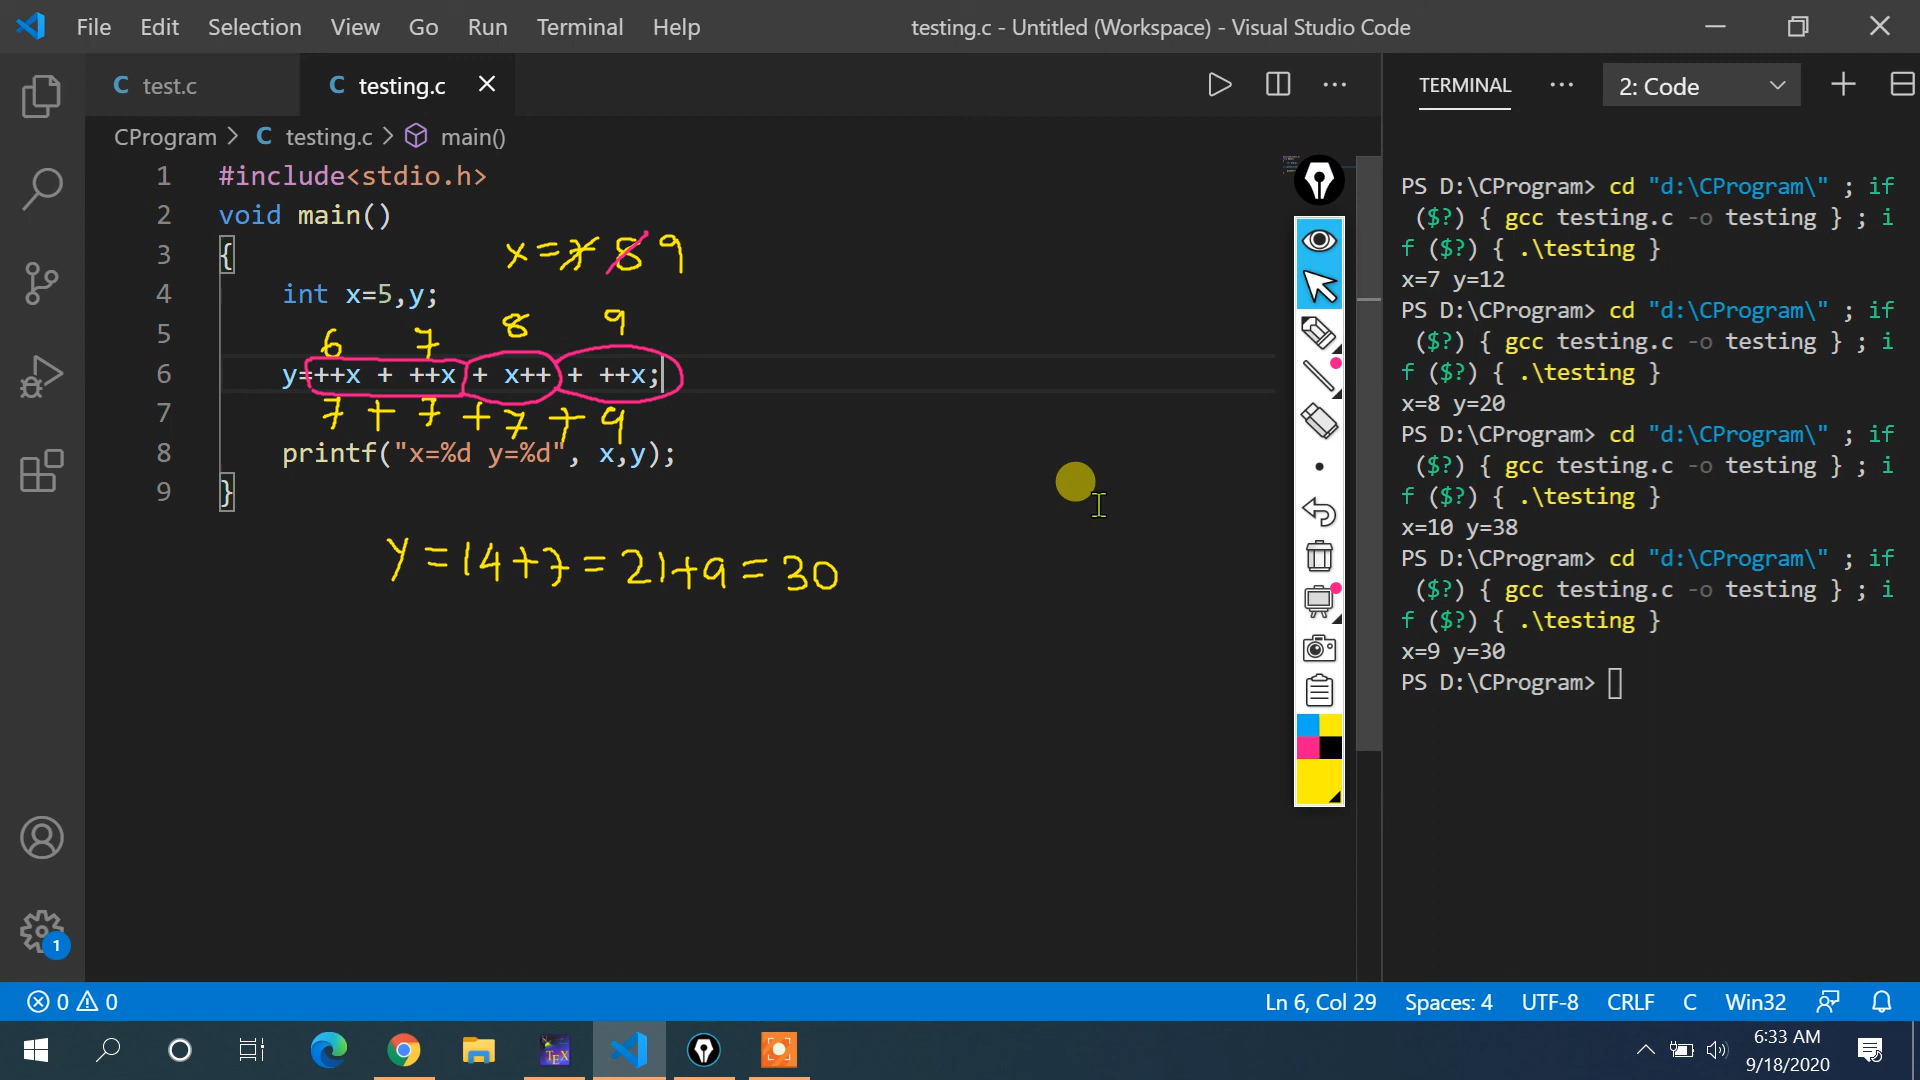 File Edit Selection View Go Run Terminal Help
testing.c - Untitled (Workspace) - Visual Studio Code
C test.c
C testing.c
CProgram > C testing.c > main()
1 #include<stdio.h>
2 void main()
3 {
x = 7 8 9
4 int x=5,y;
5
6 7 8 9
6 y=++x + ++x + x++ + ++x;
7
7 + 7 + 7 + 9
8 printf("x=%d y=%d", x,y);
9 }
y = 14+7 = 21+9 = 30
TERMINAL ... 2: Code
PS D:\CProgram> cd "d:\CProgram\" ; if
($?) { gcc testing.c -o testing } ; i
f ($?) { .\testing }
x=7 y=12
PS D:\CProgram> cd "d:\CProgram\" ; if
($?) { gcc testing.c -o testing } ; i
f ($?) { .\testing }
x=8 y=20
PS D:\CProgram> cd "d:\CProgram\" ; if
($?) { gcc testing.c -o testing } ; i
f ($?) { .\testing }
x=10 y=38
PS D:\CProgram> cd "d:\CProgram\" ; if
($?) { gcc testing.c -o testing } ; i
f ($?) { .\testing }
x=9 y=30
PS D:\CProgram>
1
0 0
Ln 6, Col 29 Spaces: 4 UTF-8 CRLF C Win32
TEX
6:33 AM
9/18/2020